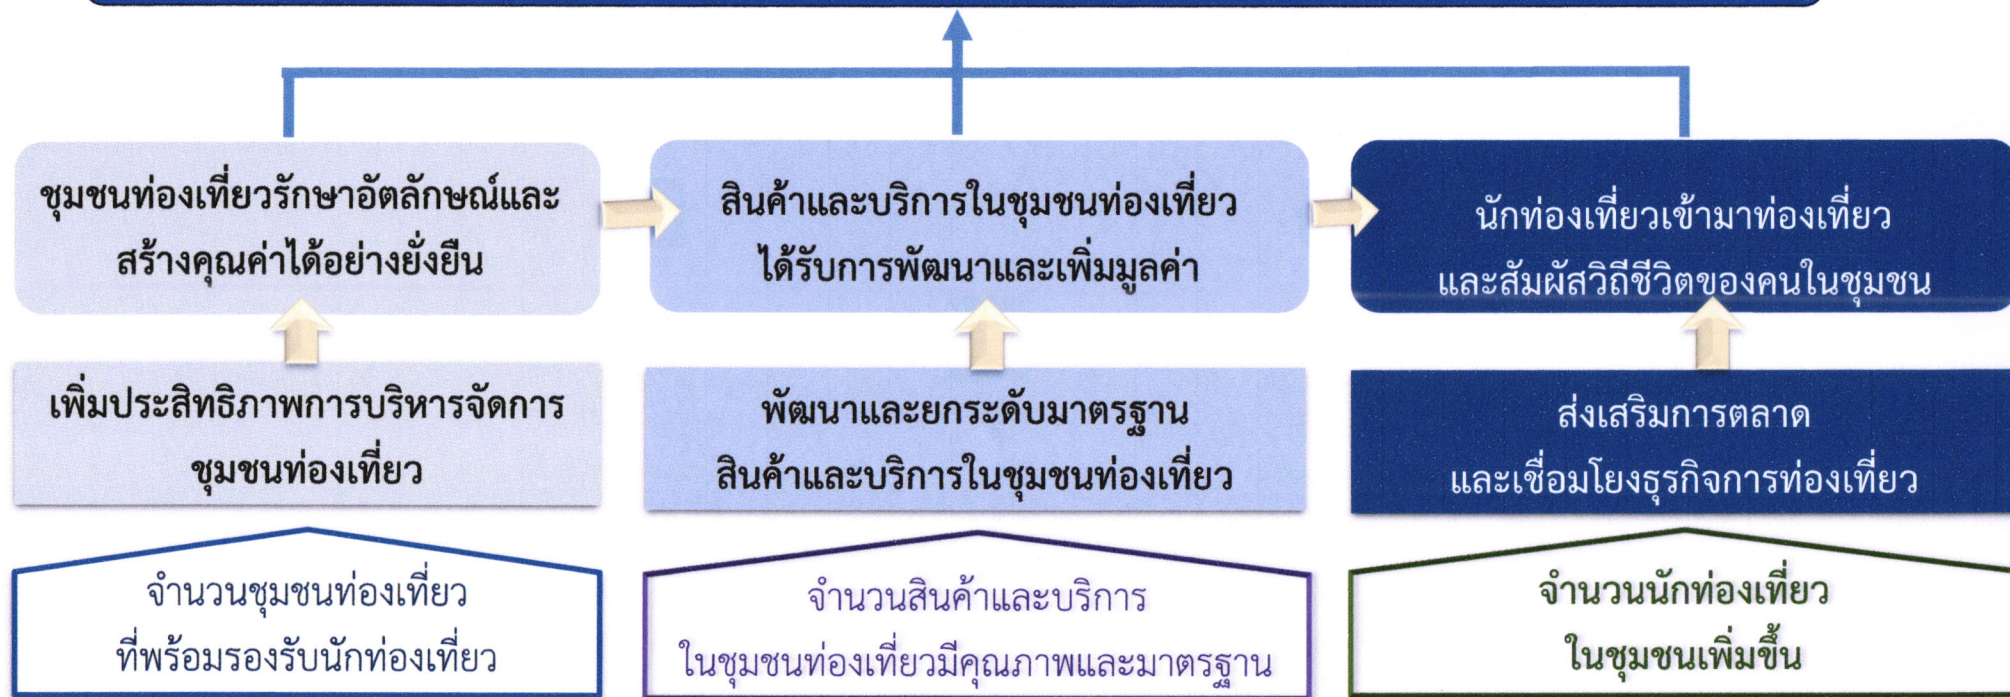 ชุมชนท่องเที่ยวรักษาอัตลักษณ์และ
สร้างคุณค่าได้อย่างยั่งยืน
สินค้าและบริการในชุมชนท่องเที่ยว
ได้รับการพัฒนาและเพิ่มมูลค่า
นักท่องเที่ยวเข้ามาท่องเที่ยว
และสัมผัสวิถีชีวิตของคนในชุมชน
เพิ่มประสิทธิภาพการบริหารจัดการ
ชุมชนท่องเที่ยว
พัฒนาและยกระดับมาตรฐาน
สินค้าและบริการในชุมชนท่องเที่ยว
ส่งเสริมการตลาด
และเชื่อมโยงธุรกิจการท่องเที่ยว
จำนวนชุมชนท่องเที่ยว
ที่พร้อมรองรับนักท่องเที่ยว
จำนวนสินค้าและบริการ
ในชุมชนท่องเที่ยวมีคุณภาพและมาตรฐาน
จำนวนนักท่องเที่ยว
ในชุมชนเพิ่มขึ้น